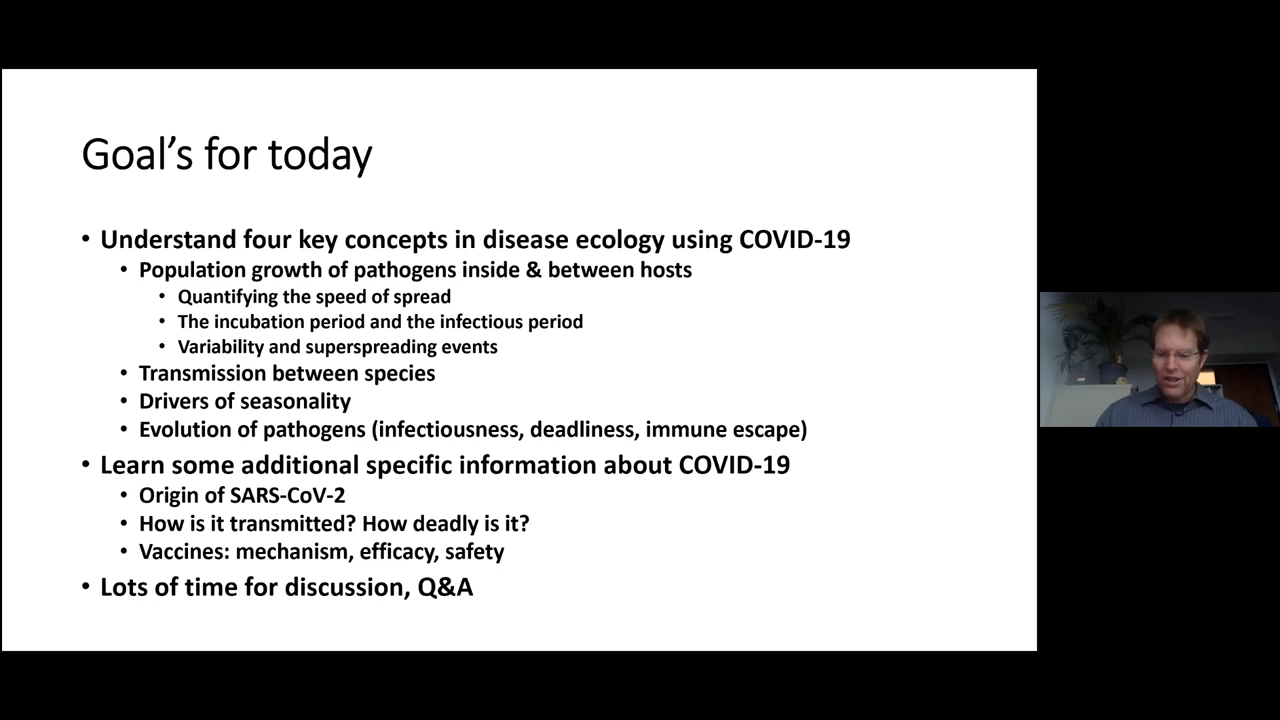 Goal's for today
• Understand four key concepts in disease ecology using COVID-19
• Population growth of pathogens inside & between hosts
• Quantifying the speed of spread
• The incubation period and the infectious period
• Variability and superspreading events
• Transmission between species
• Drivers of seasonality
• Evolution of pathogens (infectiousness, deadliness, immune escape)
• Learn some additional specific information about COVID-19
• Origin of SARS-CoV-2
• How is it transmitted? How deadly is it?
• Vaccines: mechanism, efficacy, safety
• Lots of time for discussion, Q&A